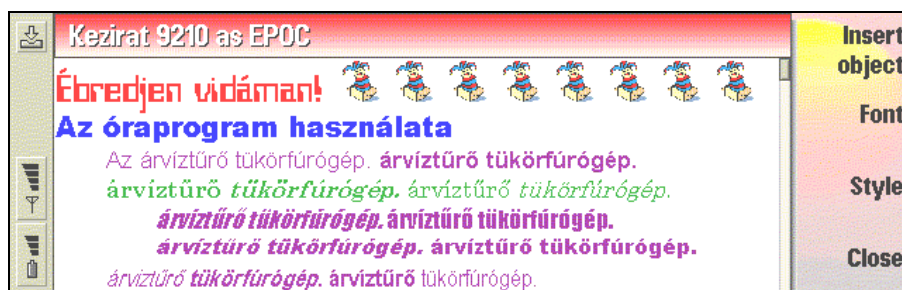 Kezirat 9210 as EPOC
Ébredjen vidáman!
Az óraprogram használata
Az árvíztűrő tükörfúrógép. árvíztűrő tükörfúrógép.
árvíztűrő tükörfúrógép. árvíztűrő tükörfúrógép.
árvíztűrő tükörfúrógép. árvíztűrő tükörfúrógép.
árvíztűrő tükörfúrógép. árvíztűrő tükörfúrógép.
árvíztűrő tükörfúrógép. árvíztűrő tükörfúrógép.
Insert
object
Font
Style
Close